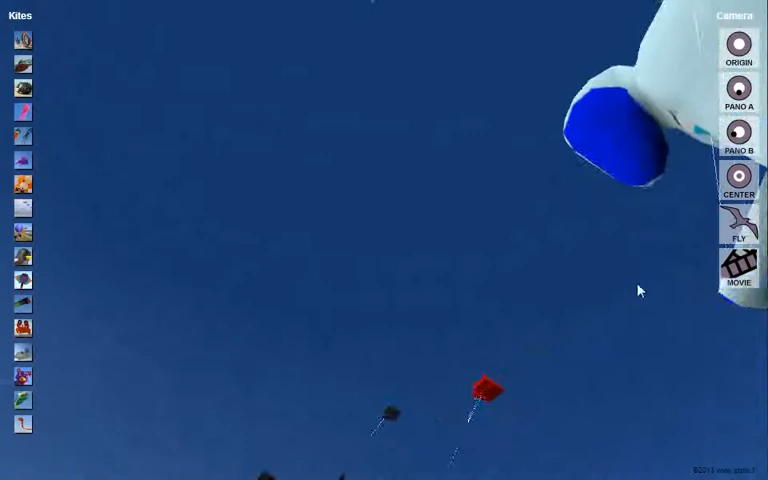 Kites
Camera
ORIGIN
PANO A
PANO B
CENTER
FLY
MOVIE